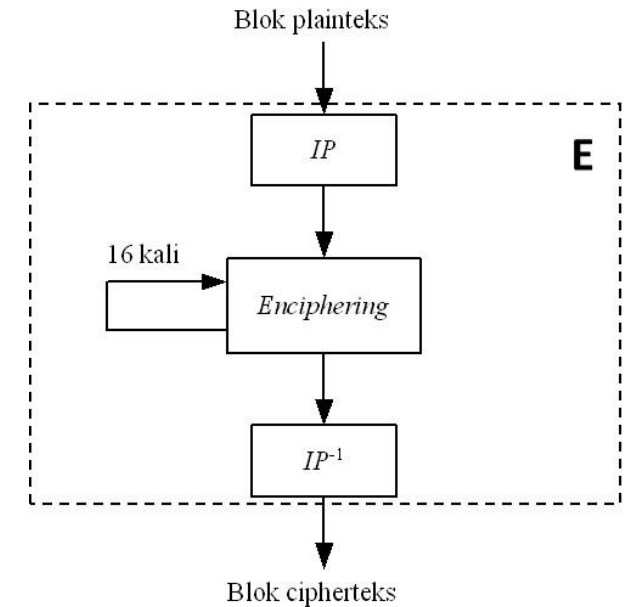 Blok plainteks
IP
E
16 kali
Enciphering
IP-1
Blok cipherteks